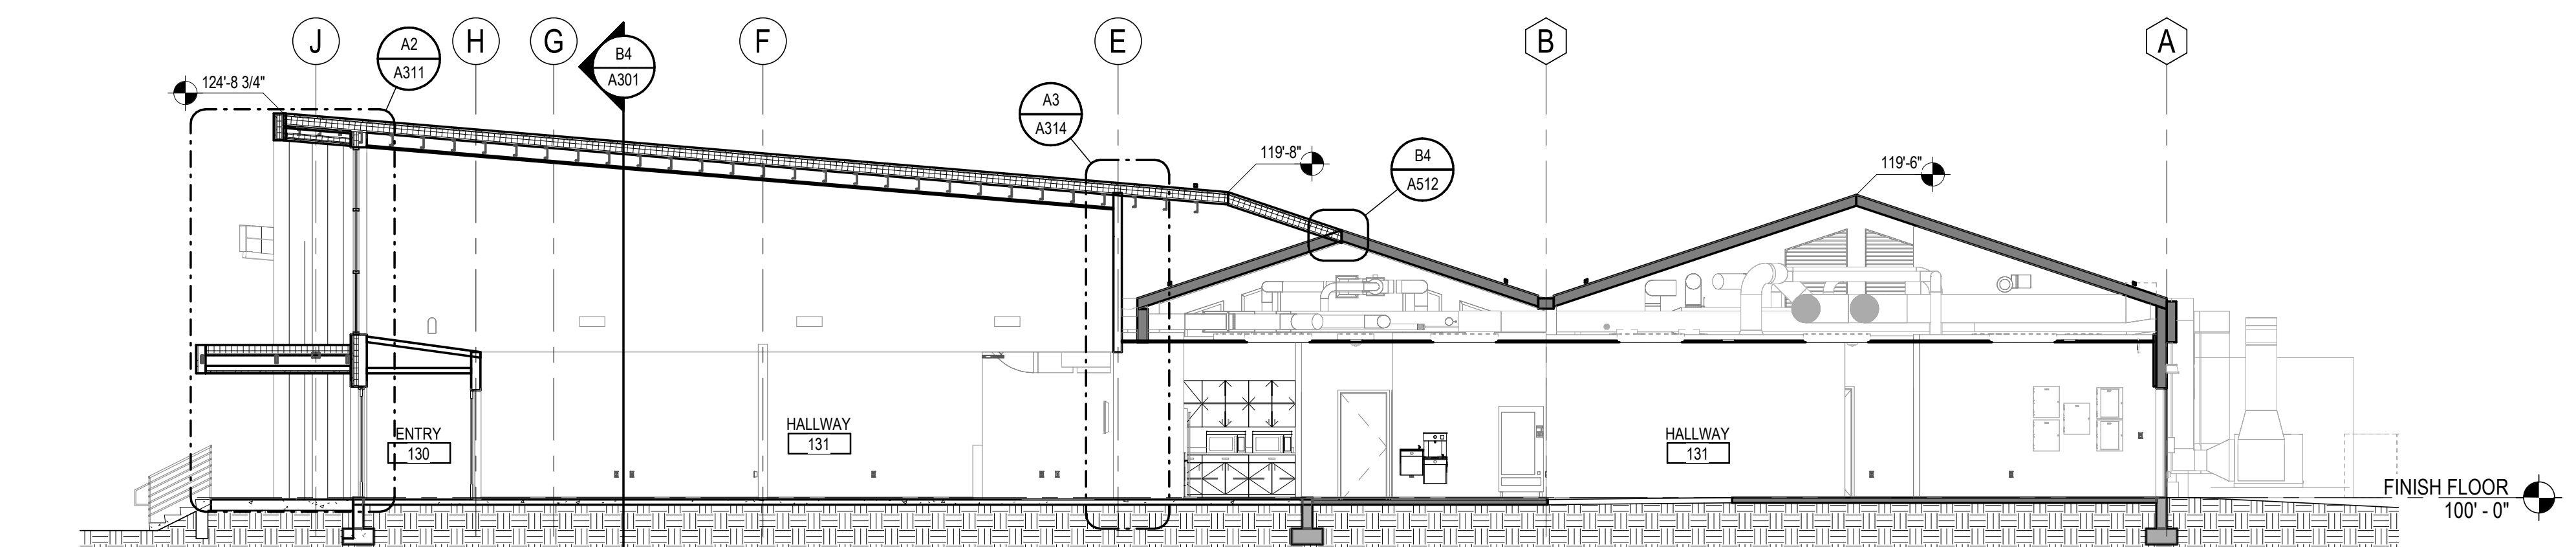 J
A2
A311
H
G
B4
A301
F
E
B
A
124'-8 3/4"
A3
A314
119'-8"
B4
A512
119'-6"
ENTRY
130
HALLWAY
131
HALLWAY
131
FINISH FLOOR
100' - 0"